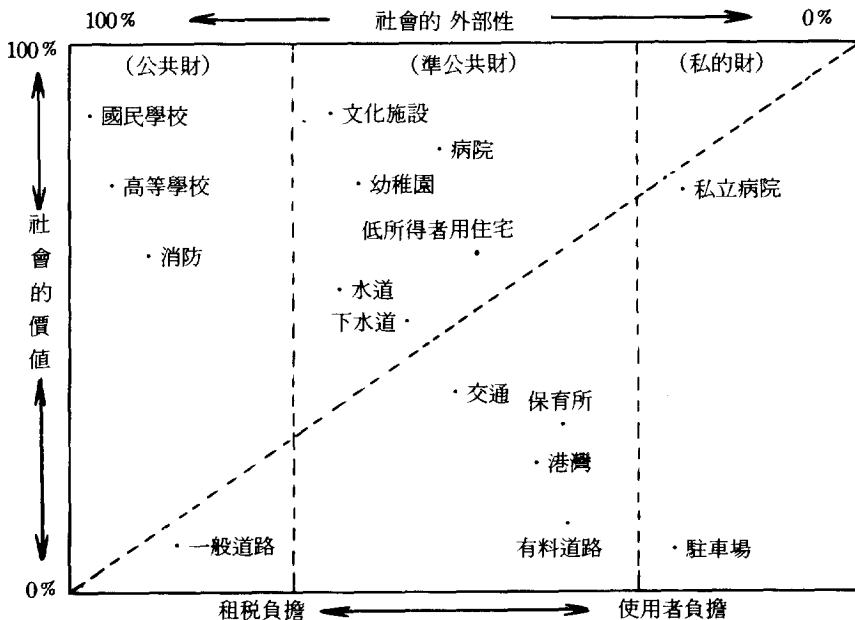 100% 社會的 外部性 0%
100%
(公共財) (準公共財) (私的財)
·國民學校 ·文化施設
·病院
·高等學校 ·幼稚園 ·私立病院
低所得者用住宅
·消防
·水道
下水道·
社會的價値
·交通 保育所
·港灣
·一般道路 有料道路 ·駐車場
0%
租税負擔 使用者負擔